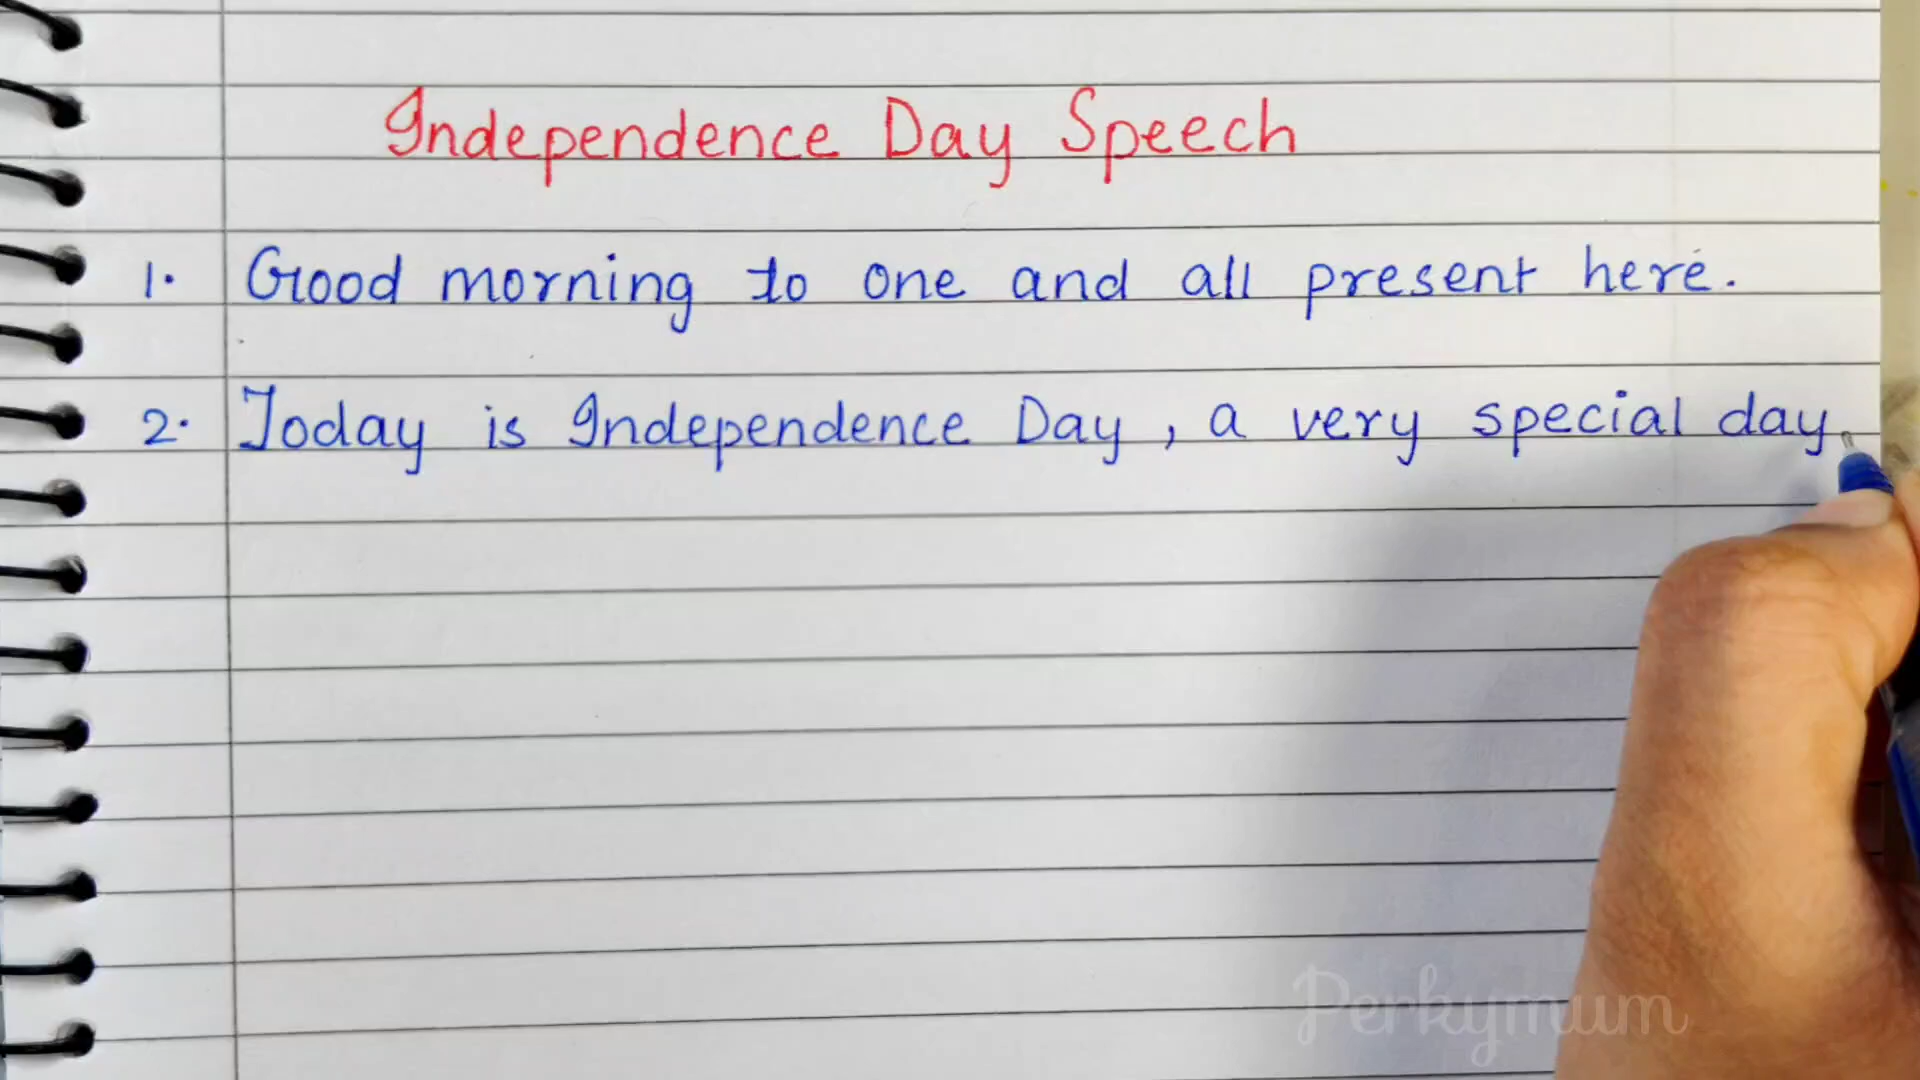 Independence Day Speech
1. Good morning to one and all present here.
2. Today is Independence Day, a very special day.
Perkymum